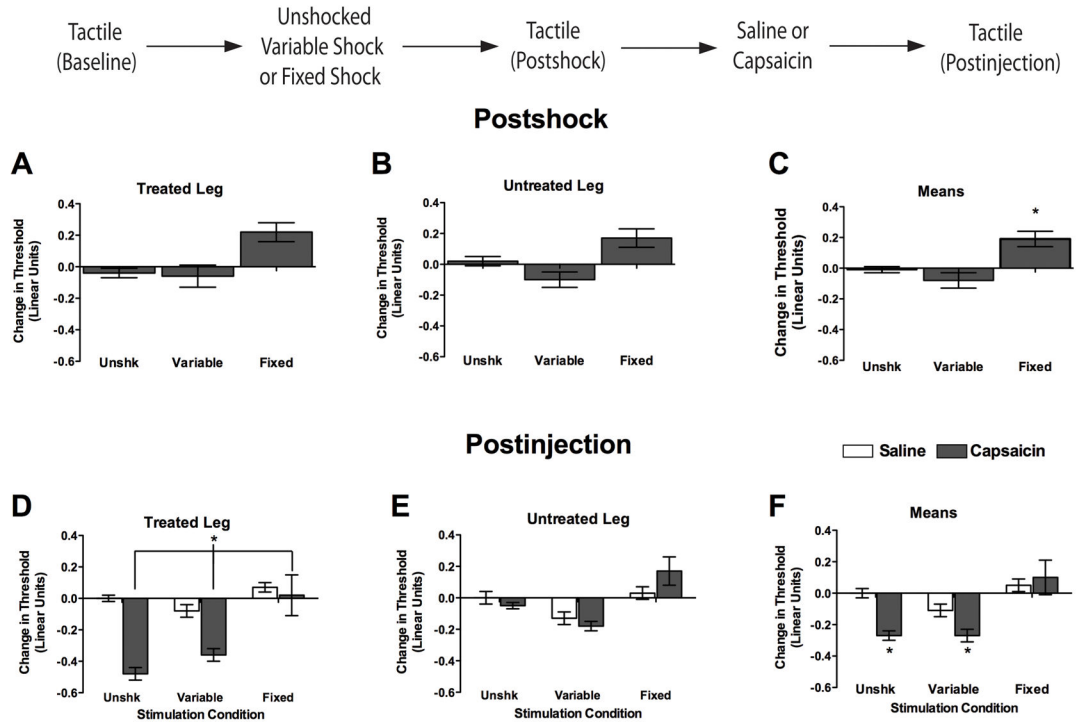 Tactile
(Baseline)
Unshocked
Variable Shock
or Fixed Shock
Tactile
(Postshock)
Saline or
Capsaicin
Tactile
(Postinjection)
Postshock
A
Treated Leg
Change in Threshold
(Linear Units)
0.4
0.2
0.0
-0.2
-0.4
-0.6
Unshk Variable Fixed
B
Untreated Leg
Change in Threshold
(Linear Units)
0.4
0.2
0.0
-0.2
-0.4
-0.6
Unshk Variable Fixed
C
Means
Change in Threshold
(Linear Units)
0.4
0.2
0.0
-0.2
-0.4
-0.6
*
Unshk Variable Fixed
Postinjection
Saline Capsaicin
D
Treated Leg
Change in Threshold
(Linear Units)
0.4
0.2
0.0
-0.2
-0.4
-0.6
*
Unshk Variable Fixed
Stimulation Condition
E
Untreated Leg
Change in Threshold
(Linear Units)
0.4
0.2
0.0
-0.2
-0.4
-0.6
Unshk Variable Fixed
Stimulation Condition
F
Means
Change in Threshold
(Linear Units)
0.4
0.2
0.0
-0.2
-0.4
-0.6
* *
Unshk Variable Fixed
Stimulation Condition